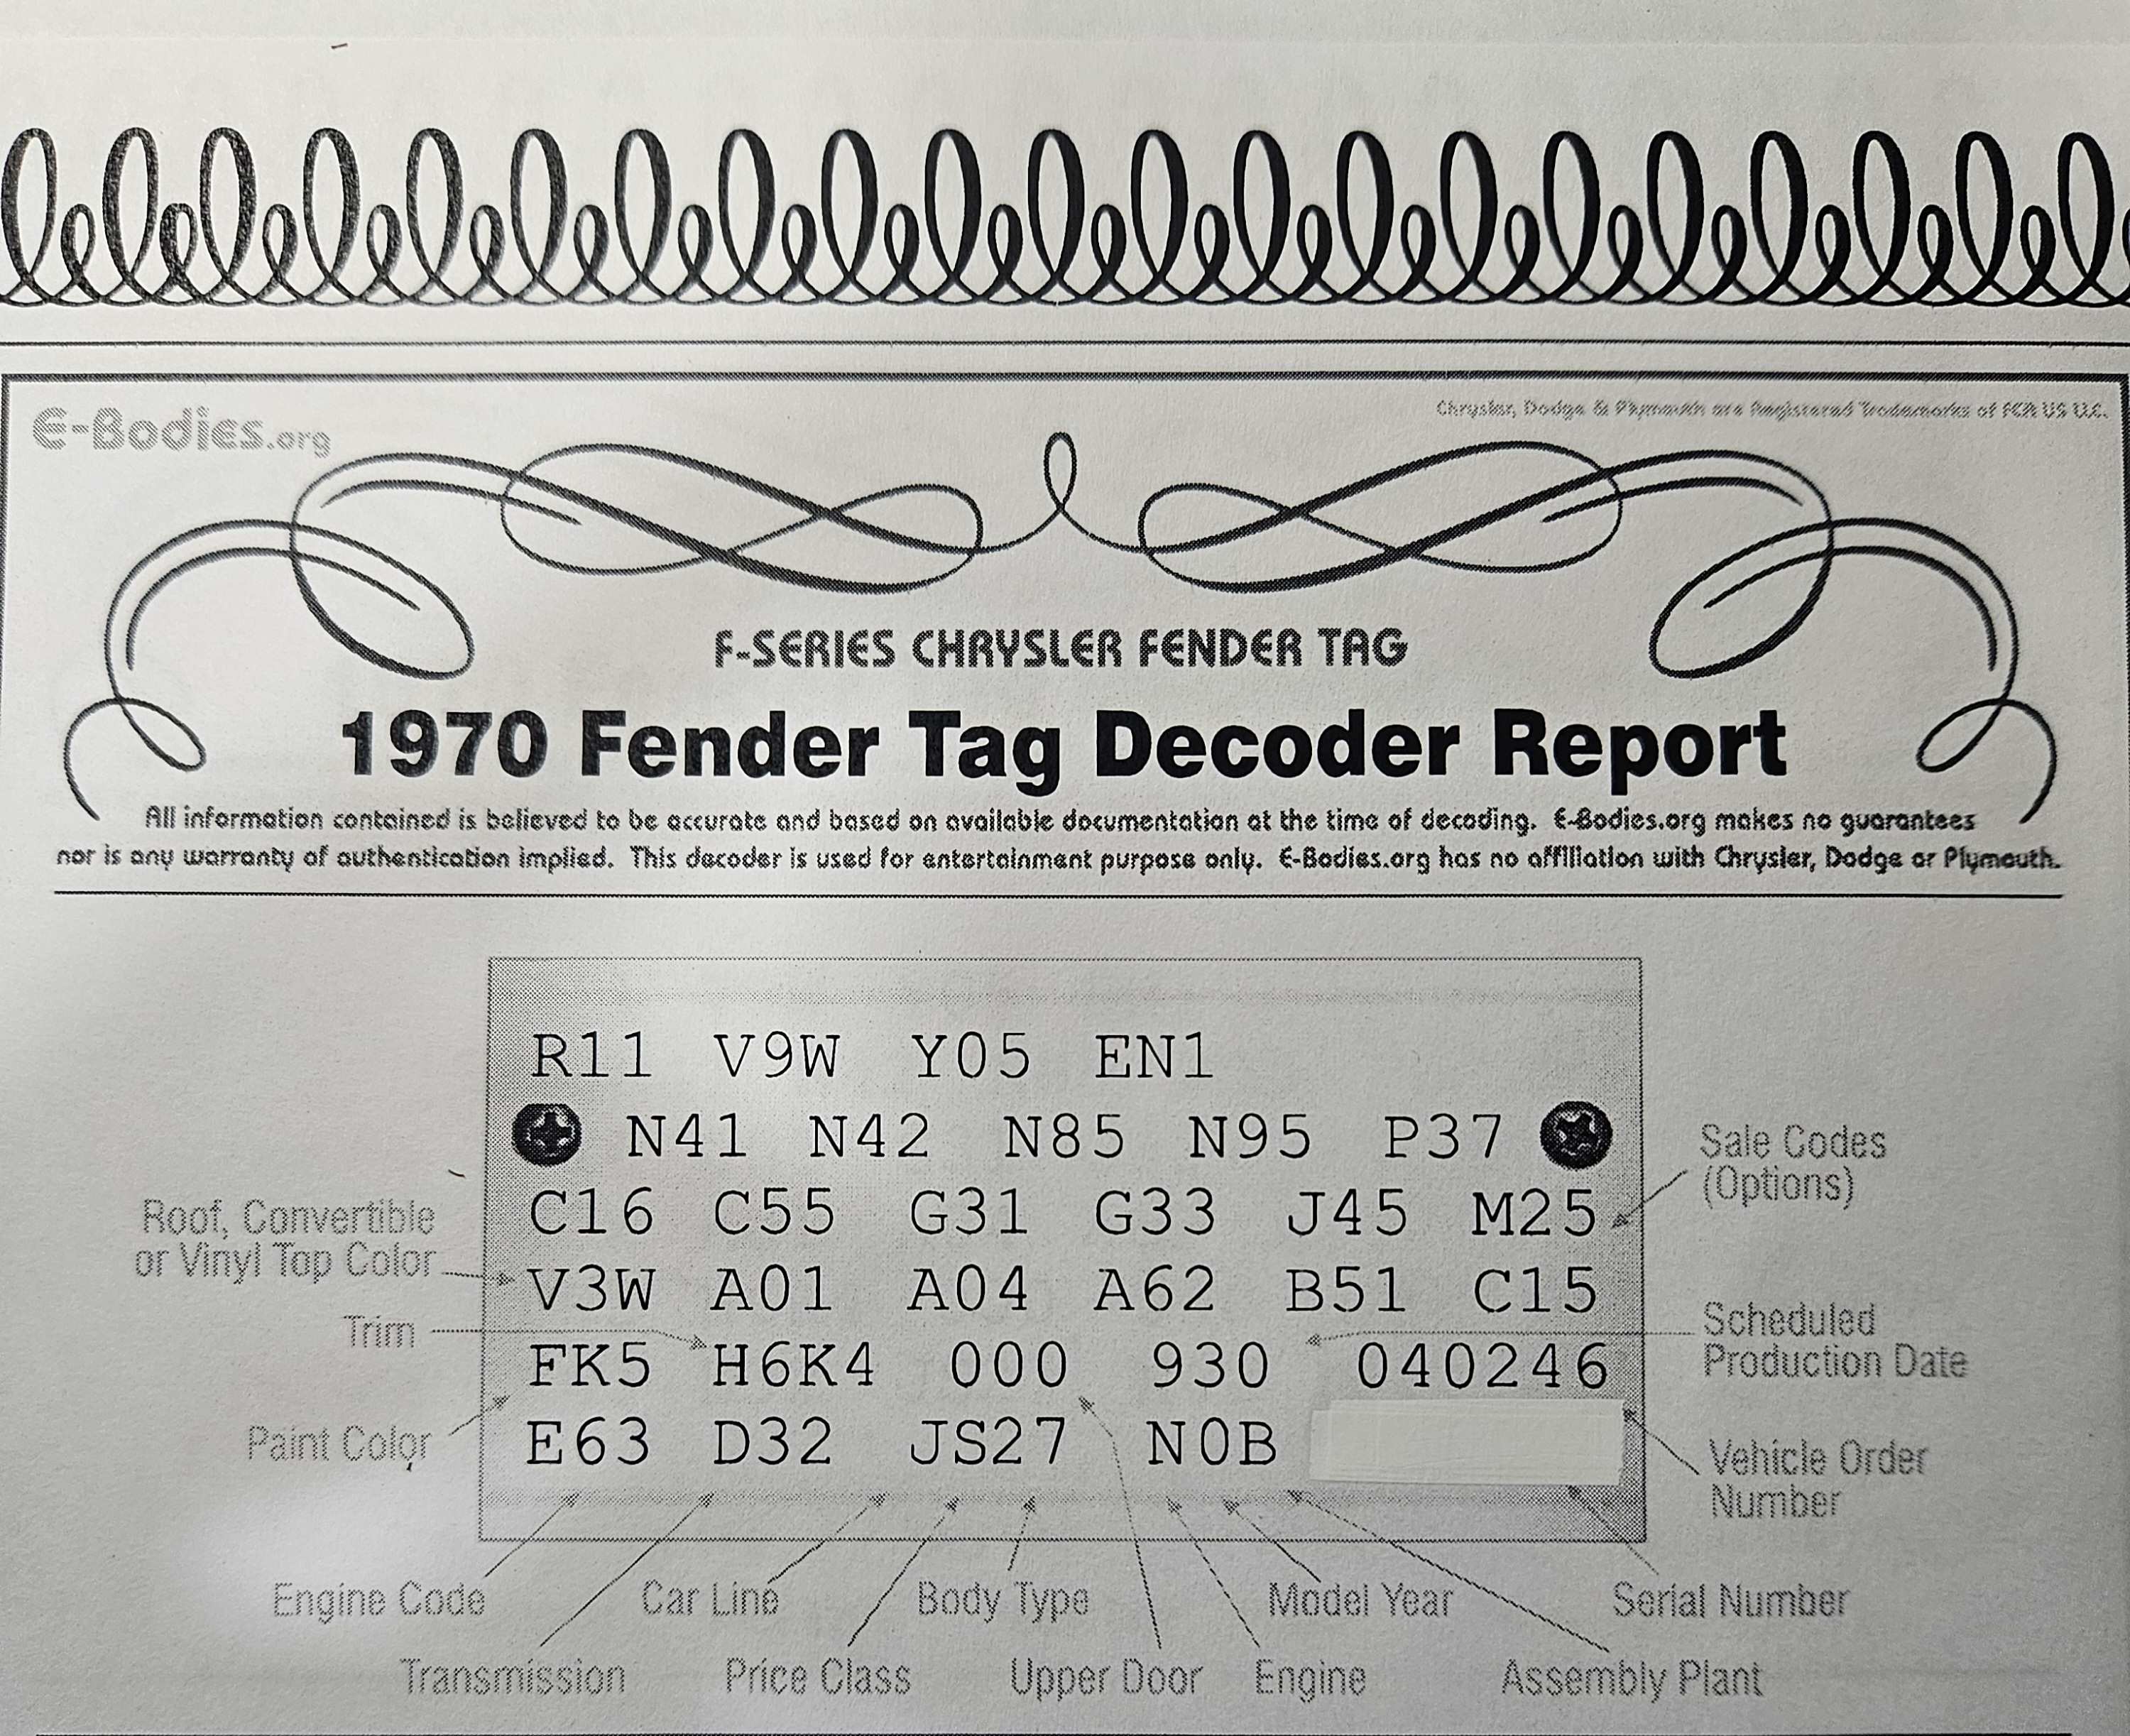 E-Bodies.org
Chrysler, Dodge & Plymouth are Registered Trademarks of FCA US LLC.
F-SERIES CHRYSLER FENDER TAG
1970 Fender Tag Decoder Report
All information contained is believed to be accurate and based on available documentation at the time of decoding. E-Bodies.org makes no guarantees
nor is any warranty of authentication implied. This decoder is used for entertainment purpose only. E-Bodies.org has no affiliation with Chrysler, Dodge or Plymouth.
R11 V9W Y05 EN1
N41 N42 N85 N95 P37
Sale Codes
(Options)
C16 C55 G31 G33 J45 M25
Roof, Convertible
or Vinyl Top Color
V3W A01 A04 A62 B51 C15
Trim
Scheduled
Production Date
FK5 H6K4 000 930 040246
Paint Color
E63 D32 JS27 N0B
Vehicle Order
Number
Engine Code
Car Line
Body Type
Model Year
Serial Number
Transmission
Price Class
Upper Door
Engine
Assembly Plant